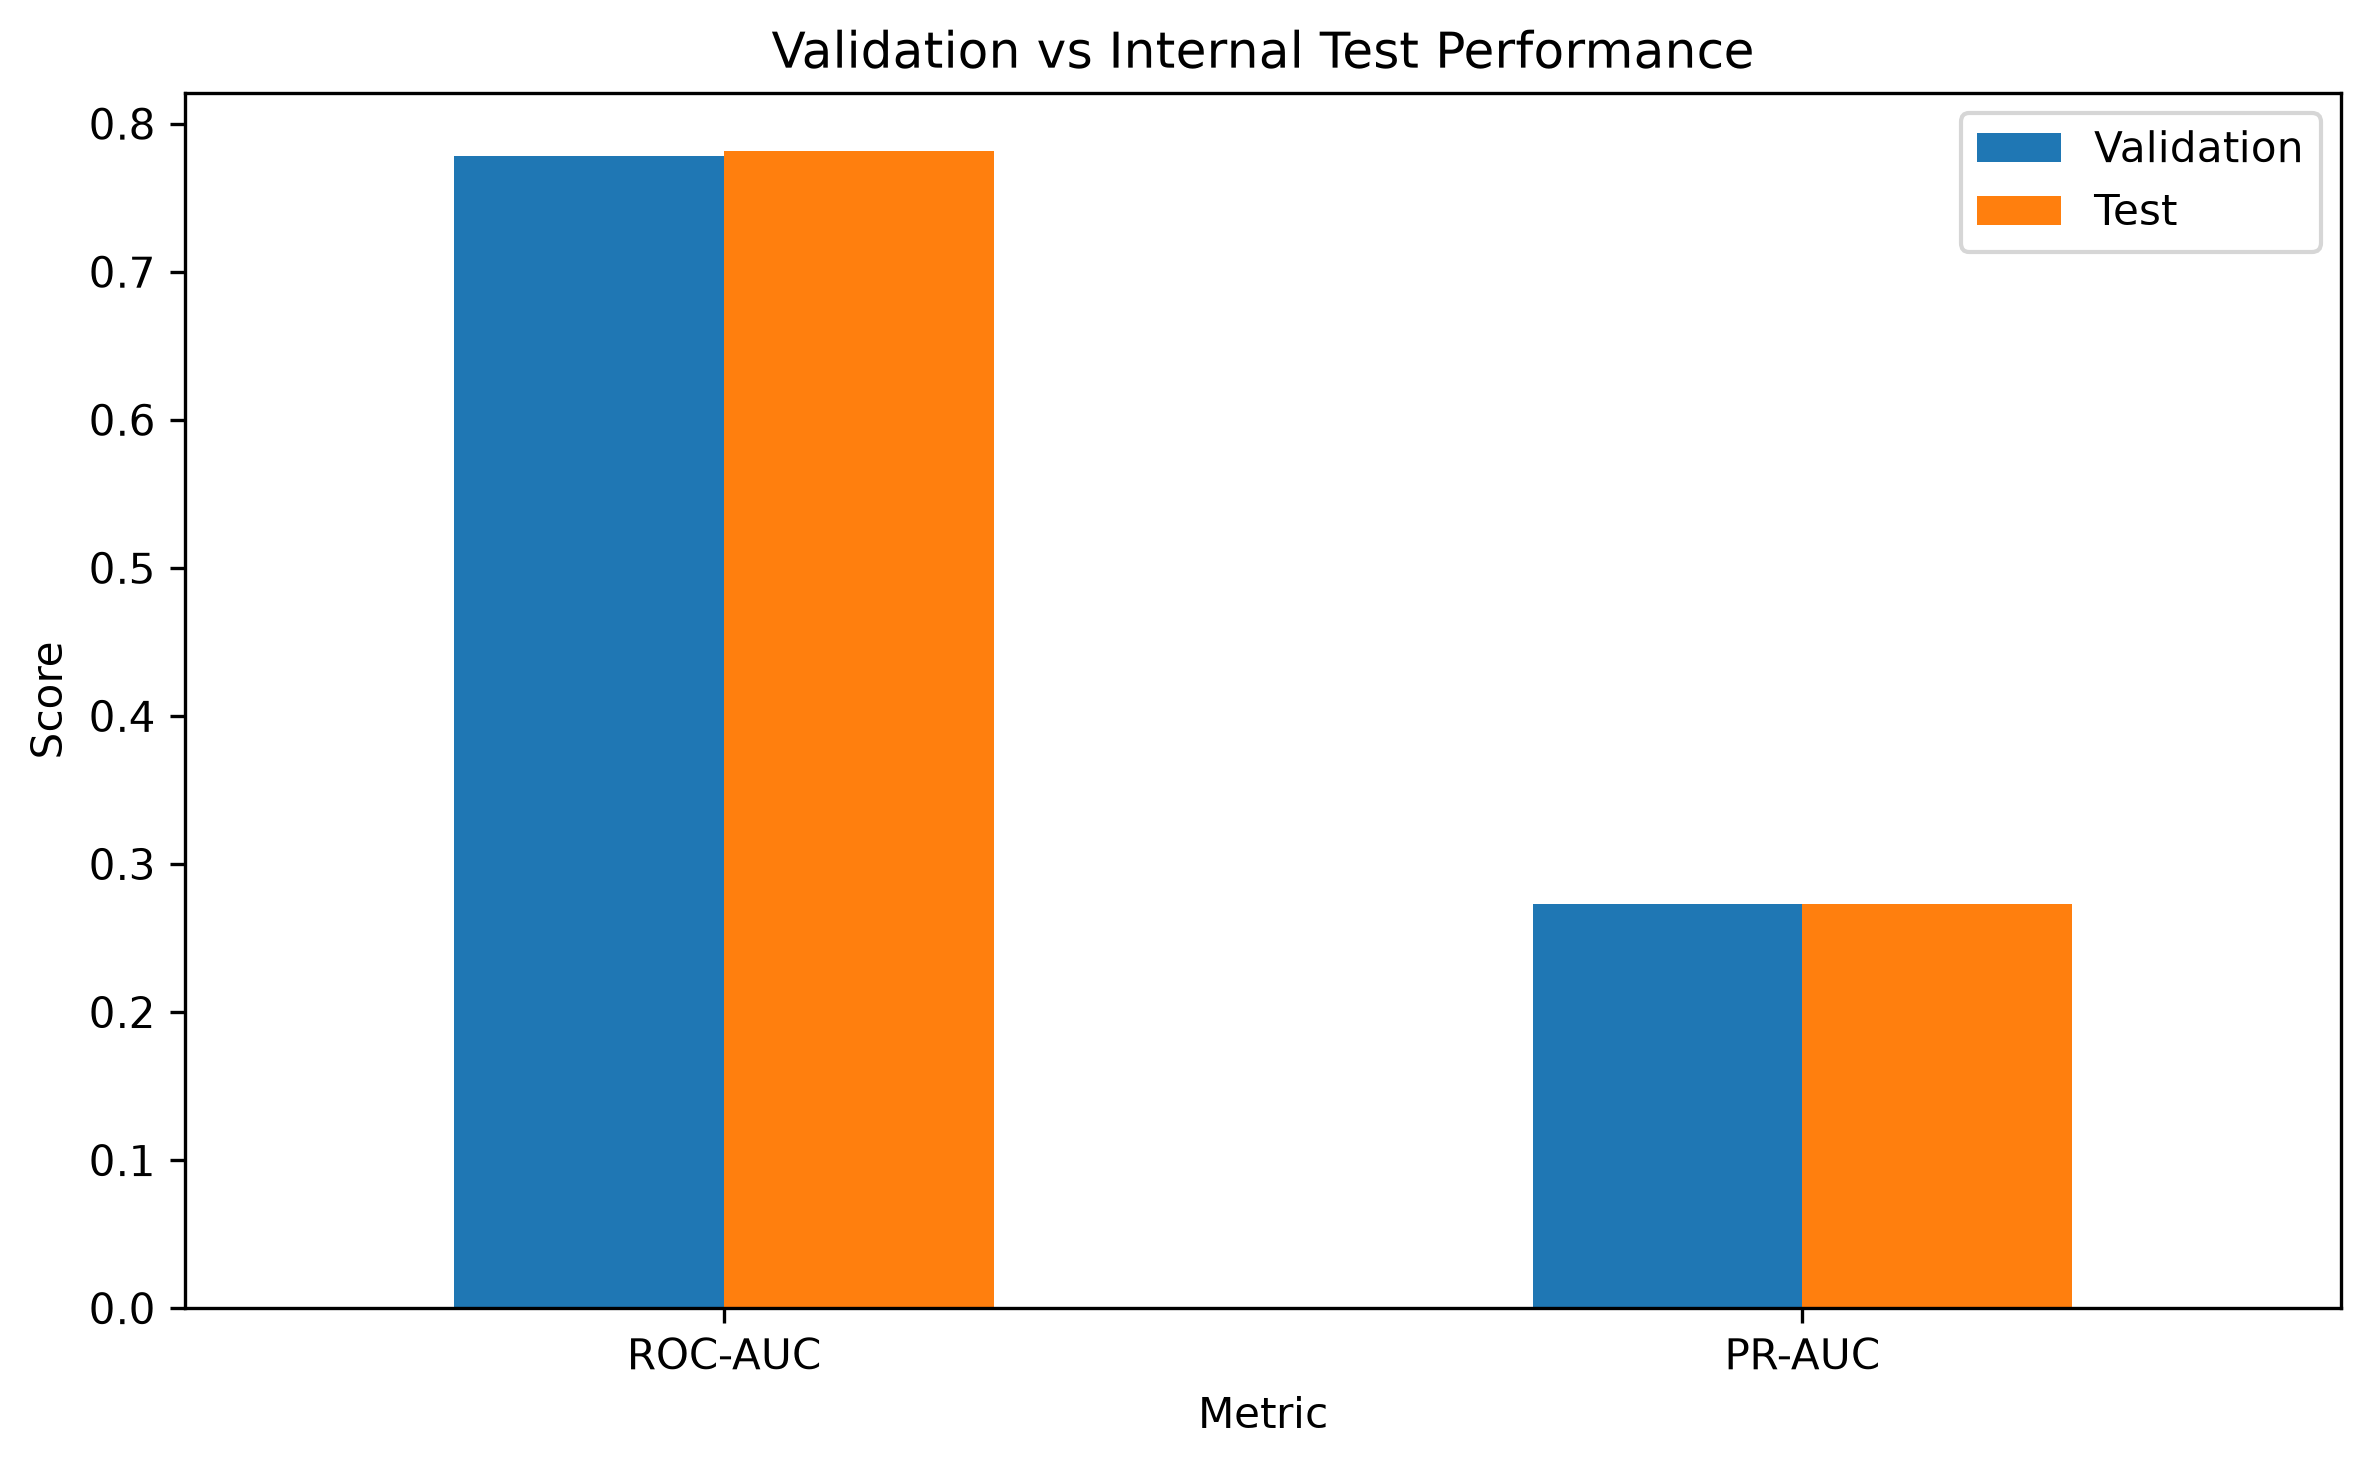 Validation vs Internal Test Performance
Validation
Test
0.8
0.7
0.6
0.5
0.4
0.3
0.2
0.1
0.0
Score
ROC-AUC
PR-AUC
Metric